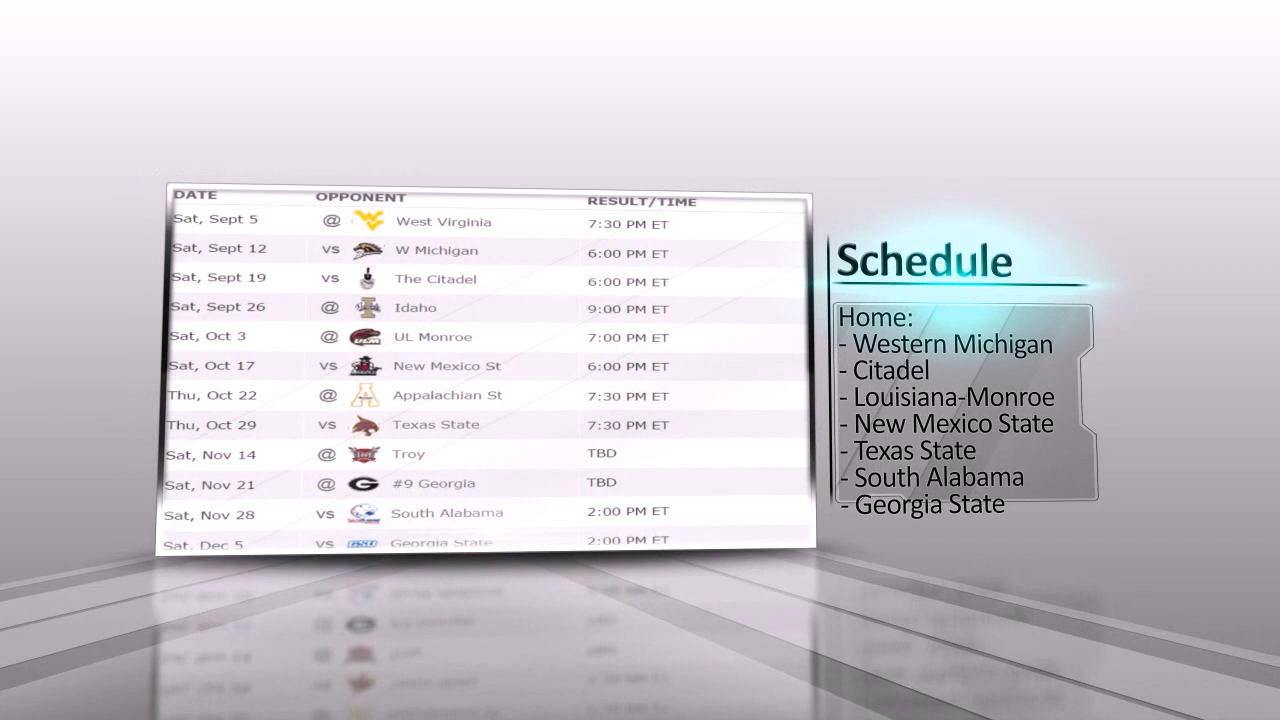 DATE OPPONENT RESULT/TIME
Sat, Sept 5 @ West Virginia 7:30 PM ET
Sat, Sept 12 vs W Michigan 6:00 PM ET
Sat, Sept 19 vs The Citadel 6:00 PM ET
Sat, Sept 26 @ Idaho 9:00 PM ET
Sat, Oct 3 @ UL Monroe 7:00 PM ET
Sat, Oct 17 vs New Mexico St 6:00 PM ET
Thu, Oct 22 @ Appalachian St 7:30 PM ET
Thu, Oct 29 vs Texas State 7:30 PM ET
Sat, Nov 14 @ Troy TBD
Sat, Nov 21 @ #9 Georgia TBD
Sat, Nov 28 vs South Alabama 2:00 PM ET
Sat, Dec 5 vs GSU Georgia State 2:00 PM ET
Schedule
Home:
- Western Michigan
- Citadel
- Louisiana-Monroe
- New Mexico State
- Texas State
- South Alabama
- Georgia State